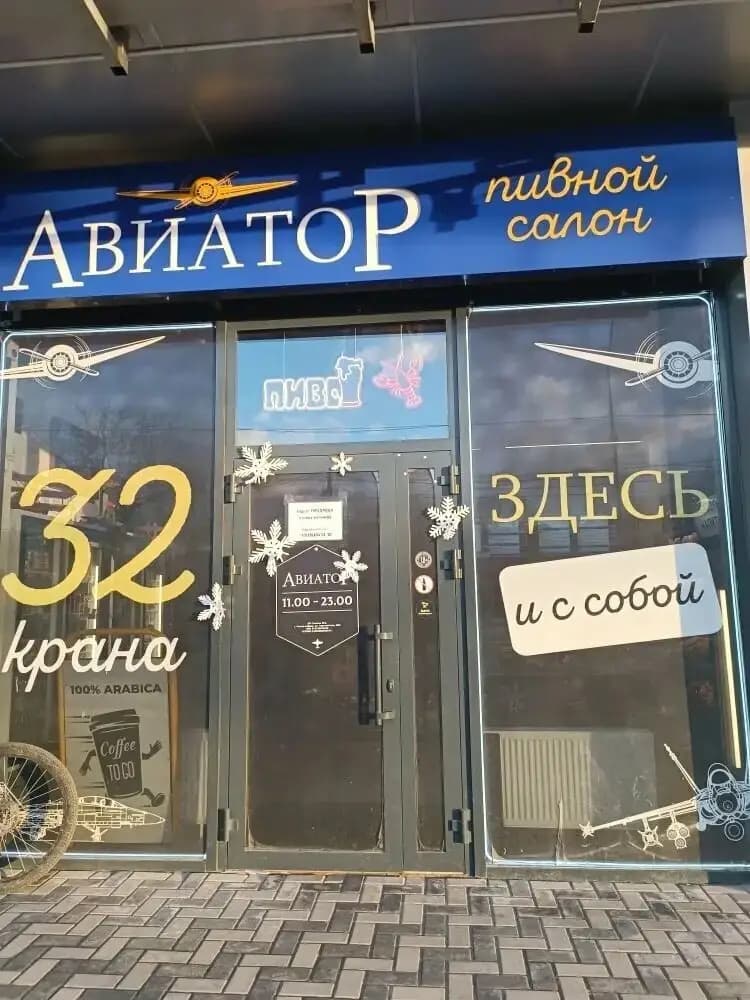 АВИАТОР
пивной
салон
ПИВО
32
крана
ЗДЕСЬ
и с собой
АВИАТОР
11.00 – 23.00
100% ARABICA
Coffee
TO GO